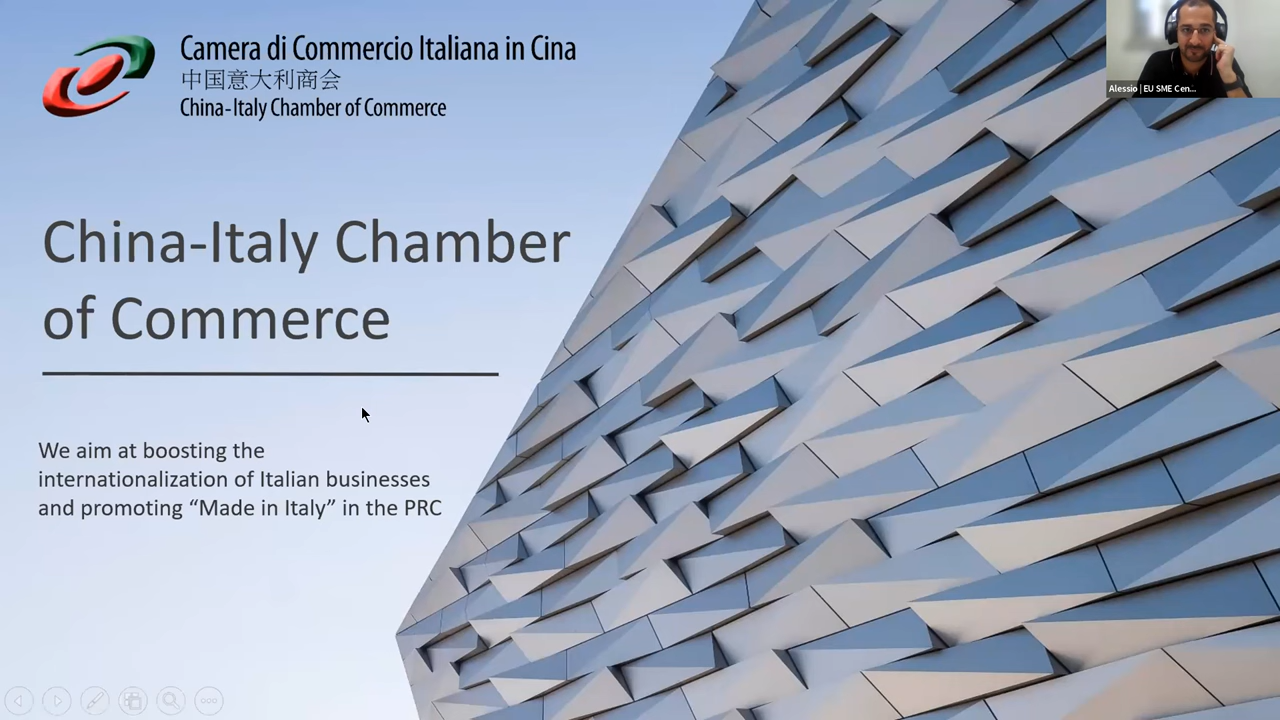 Camera di Commercio Italiana in Cina
中国意大利商会
China-Italy Chamber of Commerce
Alessio | EU SME Cen...
China-Italy Chamber
of Commerce
We aim at boosting the
internationalization of Italian businesses
and promoting “Made in Italy” in the PRC